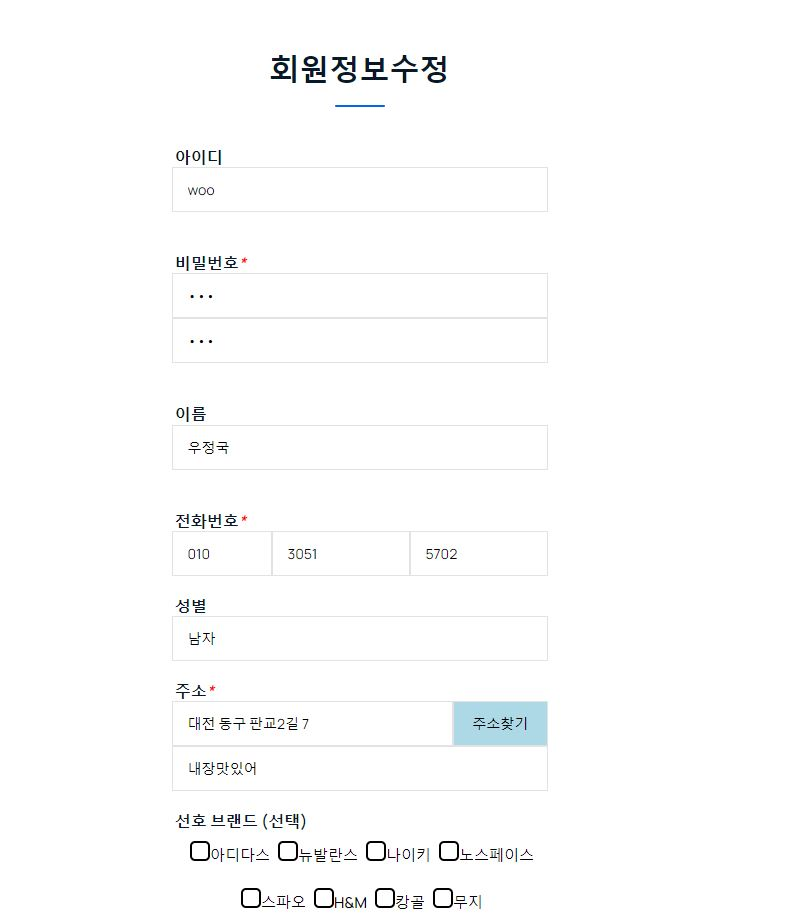 회원정보수정
아이디
woo
비밀번호*
•••
•••
이름
우정국
전화번호*
010 3051 5702
성별
남자
주소*
대전 동구 판교2길 7 주소찾기
내장맛있어
선호 브랜드 (선택)
아디다스 뉴발란스 나이키 노스페이스
스파오 H&M 캉골 무지